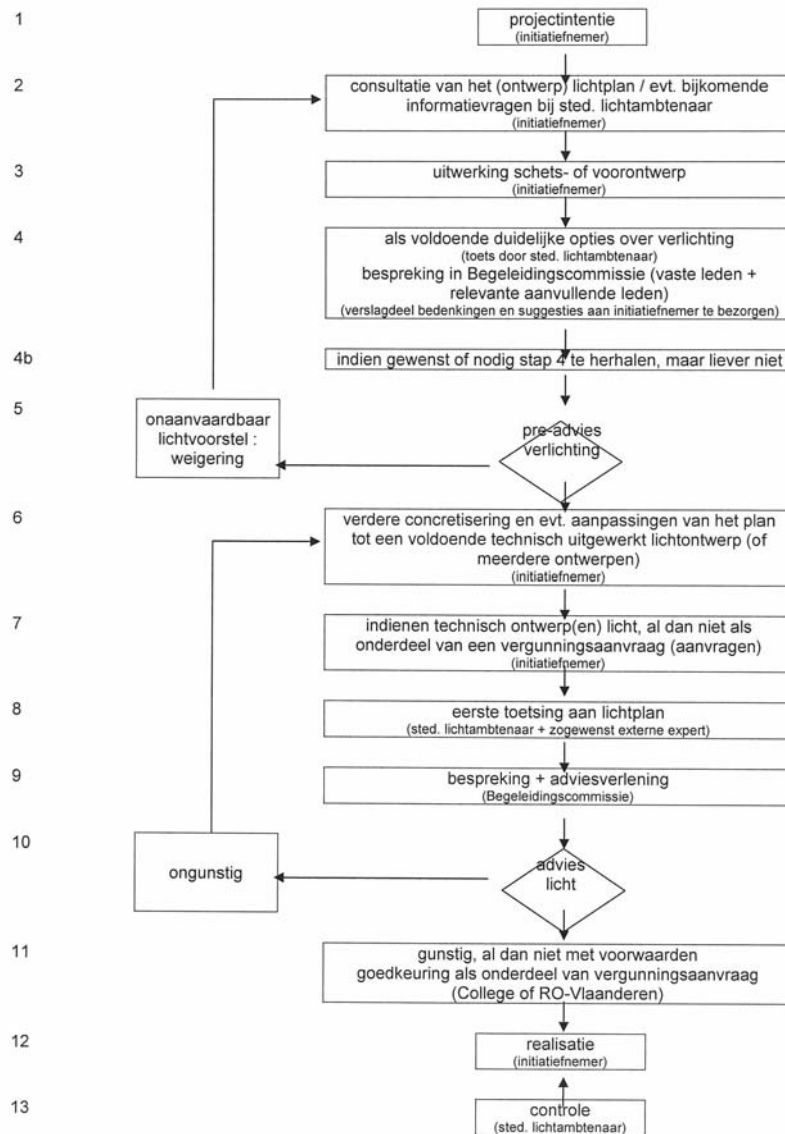 1
projectintentie
(initiatiefnemer)
2
consultatie van het (ontwerp) lichtplan / evt. bijkomende
informatievragen bij sted. lichtambtenaar
(initiatiefnemer)
3
uitwerking schets- of voorontwerp
(initiatiefnemer)
4
als voldoende duidelijke opties over verlichting
(toets door sted. lichtambtenaar)
bespreking in Begeleidingscommissie (vaste leden +
relevante aanvullende leden)
(verslagdeel bedenkingen en suggesties aan initiatiefnemer te bezorgen)
4b
indien gewenst of nodig stap 4 te herhalen, maar liever niet
5
onaanvaardbaar
lichtvoorstel :
weigering
pre-advies
verlichting
6
verdere concretisering en evt. aanpassingen van het plan
tot een voldoende technisch uitgewerkt lichtontwerp (of
meerdere ontwerpen)
(initiatiefnemer)
7
indienen technisch ontwerp(en) licht, al dan niet als
onderdeel van een vergunningsaanvraag (aanvragen)
(initiatiefnemer)
8
eerste toetsing aan lichtplan
(sted. lichtambtenaar + zogewenst externe expert)
9
bespreking + adviesverlening
(Begeleidingscommissie)
10
ongunstig
advies
licht
11
gunstig, al dan niet met voorwaarden
goedkeuring als onderdeel van vergunningsaanvraag
(College of RO-Vlaanderen)
12
realisatie
(initiatiefnemer)
13
controle
(sted. lichtambtenaar)